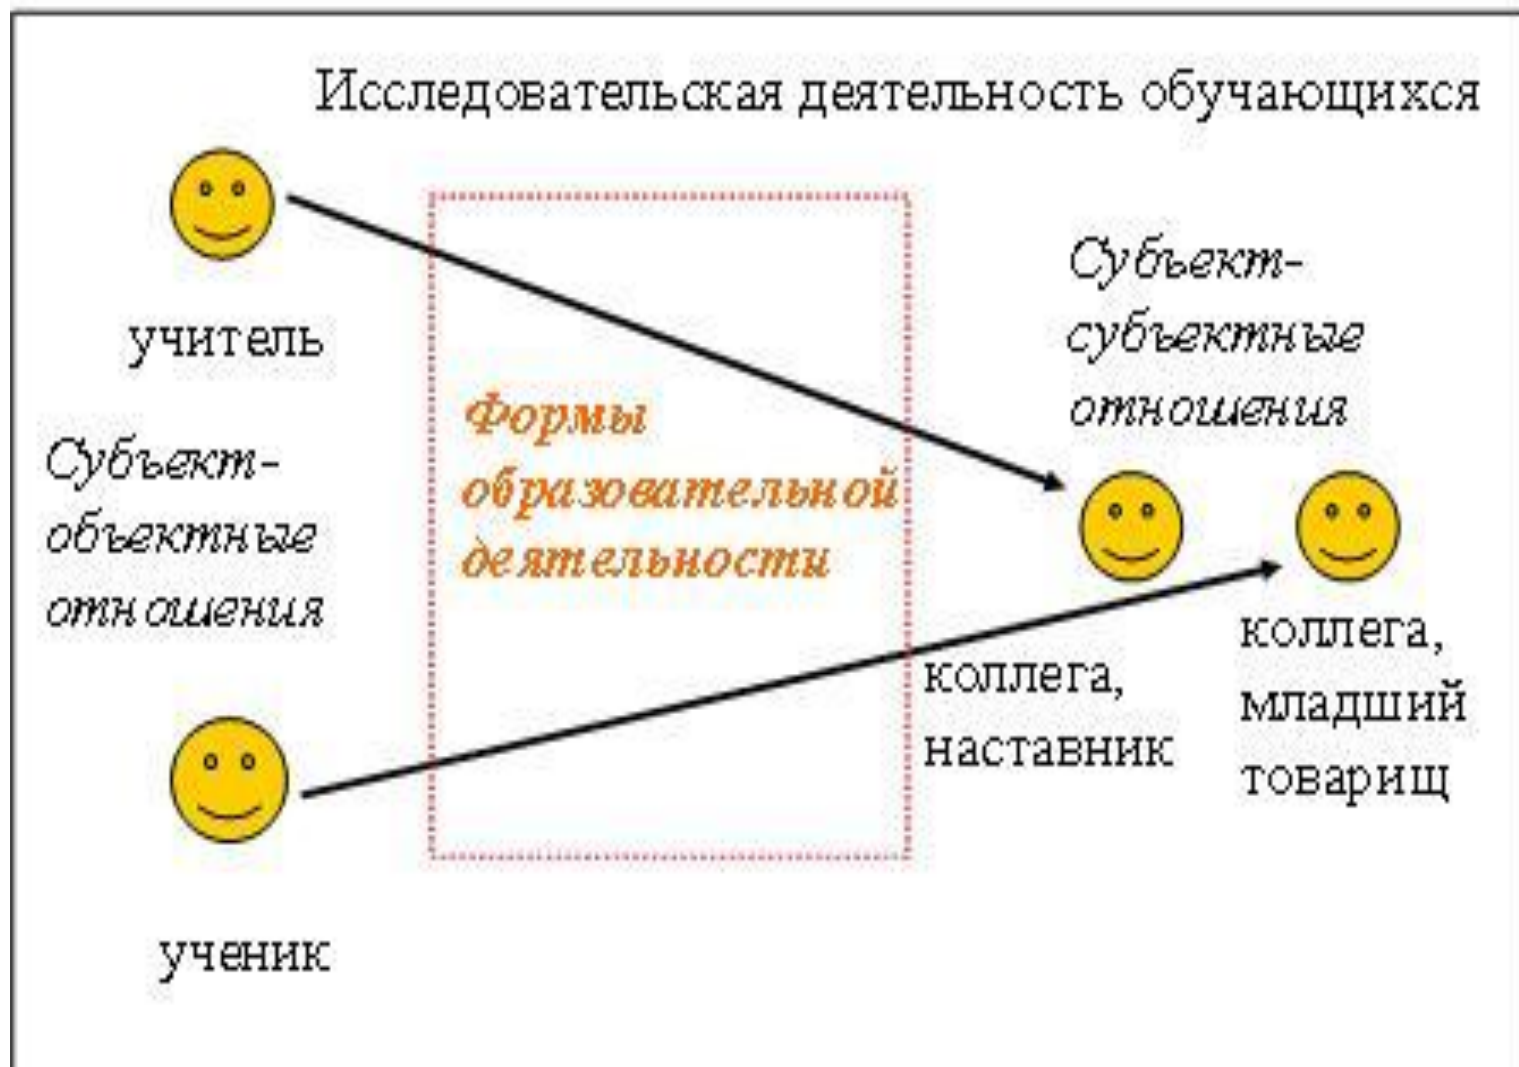 Исследовательская деятельность обучающихся
учитель
Субъект-
объектные
отношения
ученик
Формы
образовательной
деятельности
Субъект-
субъектные
отношения
коллега,
наставник
коллега,
младший
товарищ